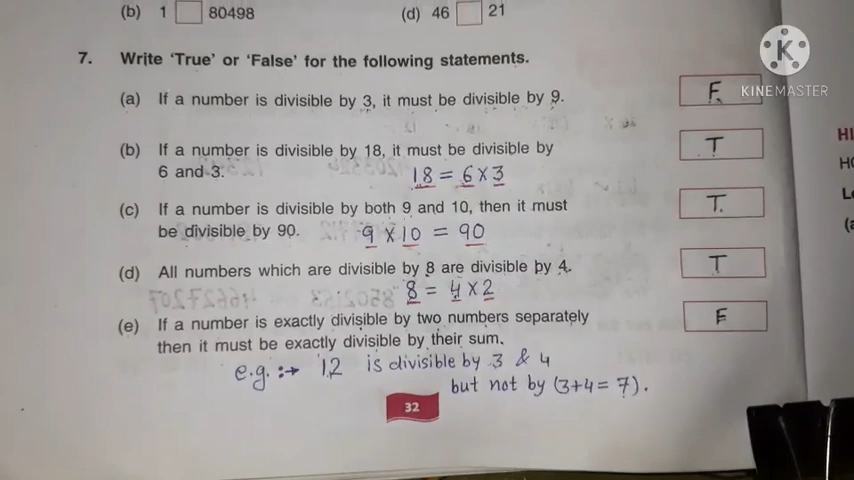 (b) 1 80498 (d) 46 21
7. Write 'True' or 'False' for the following statements.
(a) If a number is divisible by 3, it must be divisible by 9. F
K
KINEMASTER
(b) If a number is divisible by 18, it must be divisible by T
6 and 3. 18 = 6 × 3
(c) If a number is divisible by both 9 and 10, then it must T.
be divisible by 90. 9 × 10 = 90
(d) All numbers which are divisible by 8 are divisible by 4. T
8 = 4 × 2
(e) If a number is exactly divisible by two numbers separately F
then it must be exactly divisible by their sum.
e.g. :→ 12 is divisible by 3 & 4
but not by (3+4 = 7).
32
HI
HO
L
(a